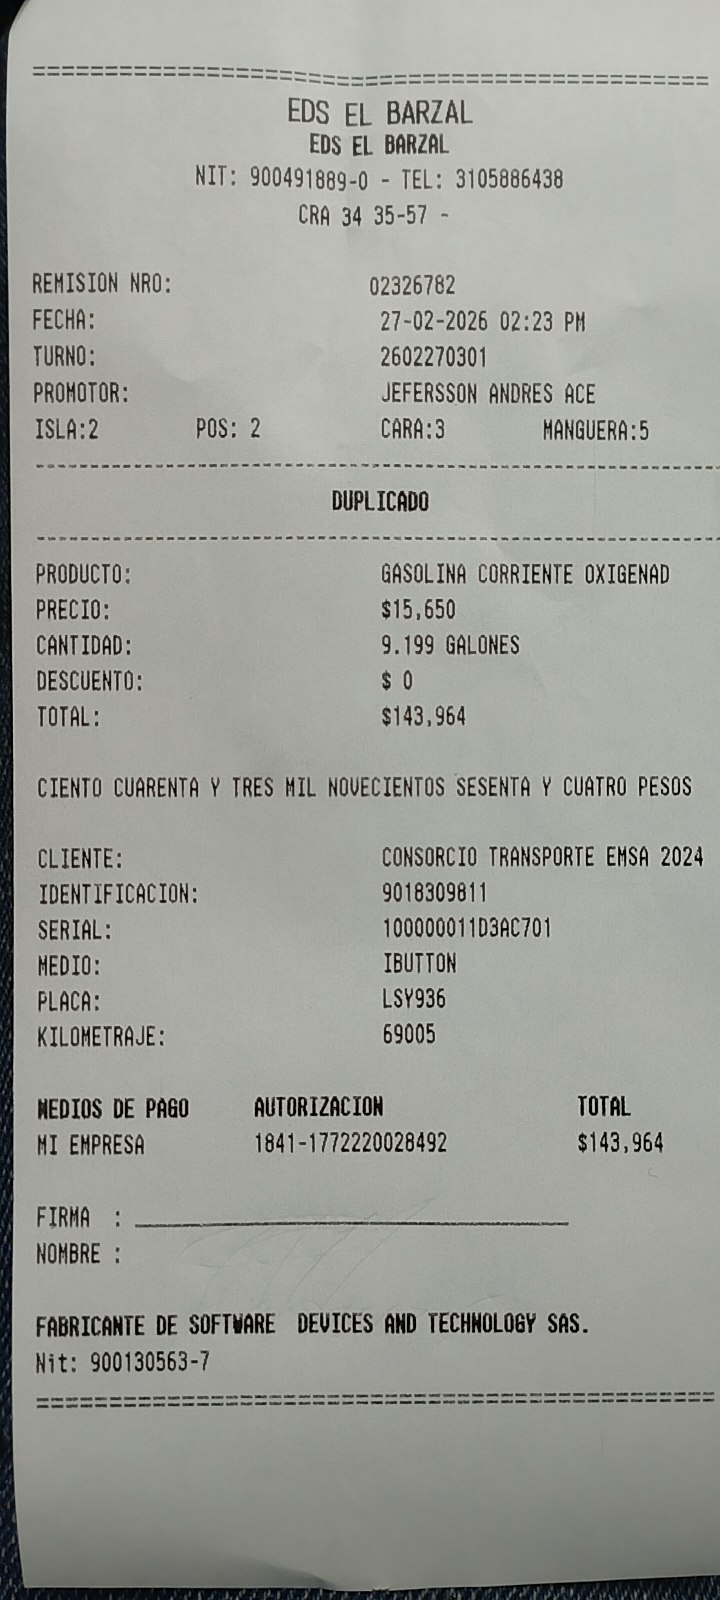 ==============================================================
EDS EL BARZAL
EDS EL BARZAL
NIT: 900491889-0 - TEL: 3105886438
CRA 34 35-57 -
REMISION NRO: 02326782
FECHA: 27-02-2026 02:23 PM
TURNO: 2602270301
PROMOTOR: JEFERSSON ANDRES ACE
ISLA:2 POS: 2 CARA:3 MANGUERA:5
--------------------------------------------------------------
DUPLICADO
--------------------------------------------------------------
PRODUCTO: GASOLINA CORRIENTE OXIGENAD
PRECIO: $15,650
CANTIDAD: 9.199 GALONES
DESCUENTO: $ 0
TOTAL: $143,964
CIENTO CUARENTA Y TRES MIL NOVECIENTOS SESENTA Y CUATRO PESOS
CLIENTE: CONSORCIO TRANSPORTE EMSA 2024
IDENTIFICACION: 9018309811
SERIAL: 100000011D3AC701
MEDIO: IBUTTON
PLACA: LSY936
KILOMETRAJE: 69005
MEDIOS DE PAGO AUTORIZACION TOTAL
MI EMPRESA 1841-1772220028492 $143,964
FIRMA : ________________________________________
NOMBRE :
FABRICANTE DE SOFTWARE DEVICES AND TECHNOLOGY SAS.
Nit: 900130563-7
==============================================================